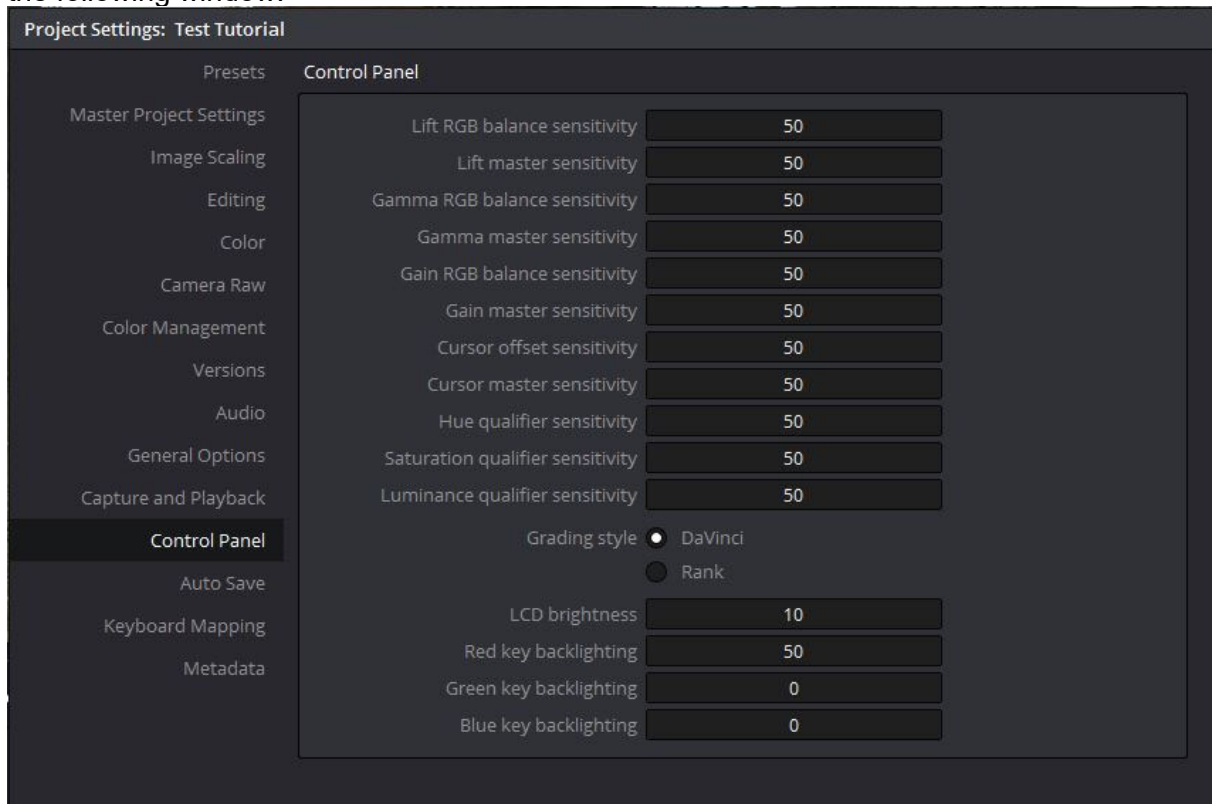 the following window:
Project Settings: Test Tutorial
Presets
Master Project Settings
Image Scaling
Editing
Color
Camera Raw
Color Management
Versions
Audio
General Options
Capture and Playback
Control Panel
Auto Save
Keyboard Mapping
Metadata
Control Panel
Lift RGB balance sensitivity 50
Lift master sensitivity 50
Gamma RGB balance sensitivity 50
Gamma master sensitivity 50
Gain RGB balance sensitivity 50
Gain master sensitivity 50
Cursor offset sensitivity 50
Cursor master sensitivity 50
Hue qualifier sensitivity 50
Saturation qualifier sensitivity 50
Luminance qualifier sensitivity 50
Grading style DaVinci
Rank
LCD brightness 10
Red key backlighting 50
Green key backlighting 0
Blue key backlighting 0